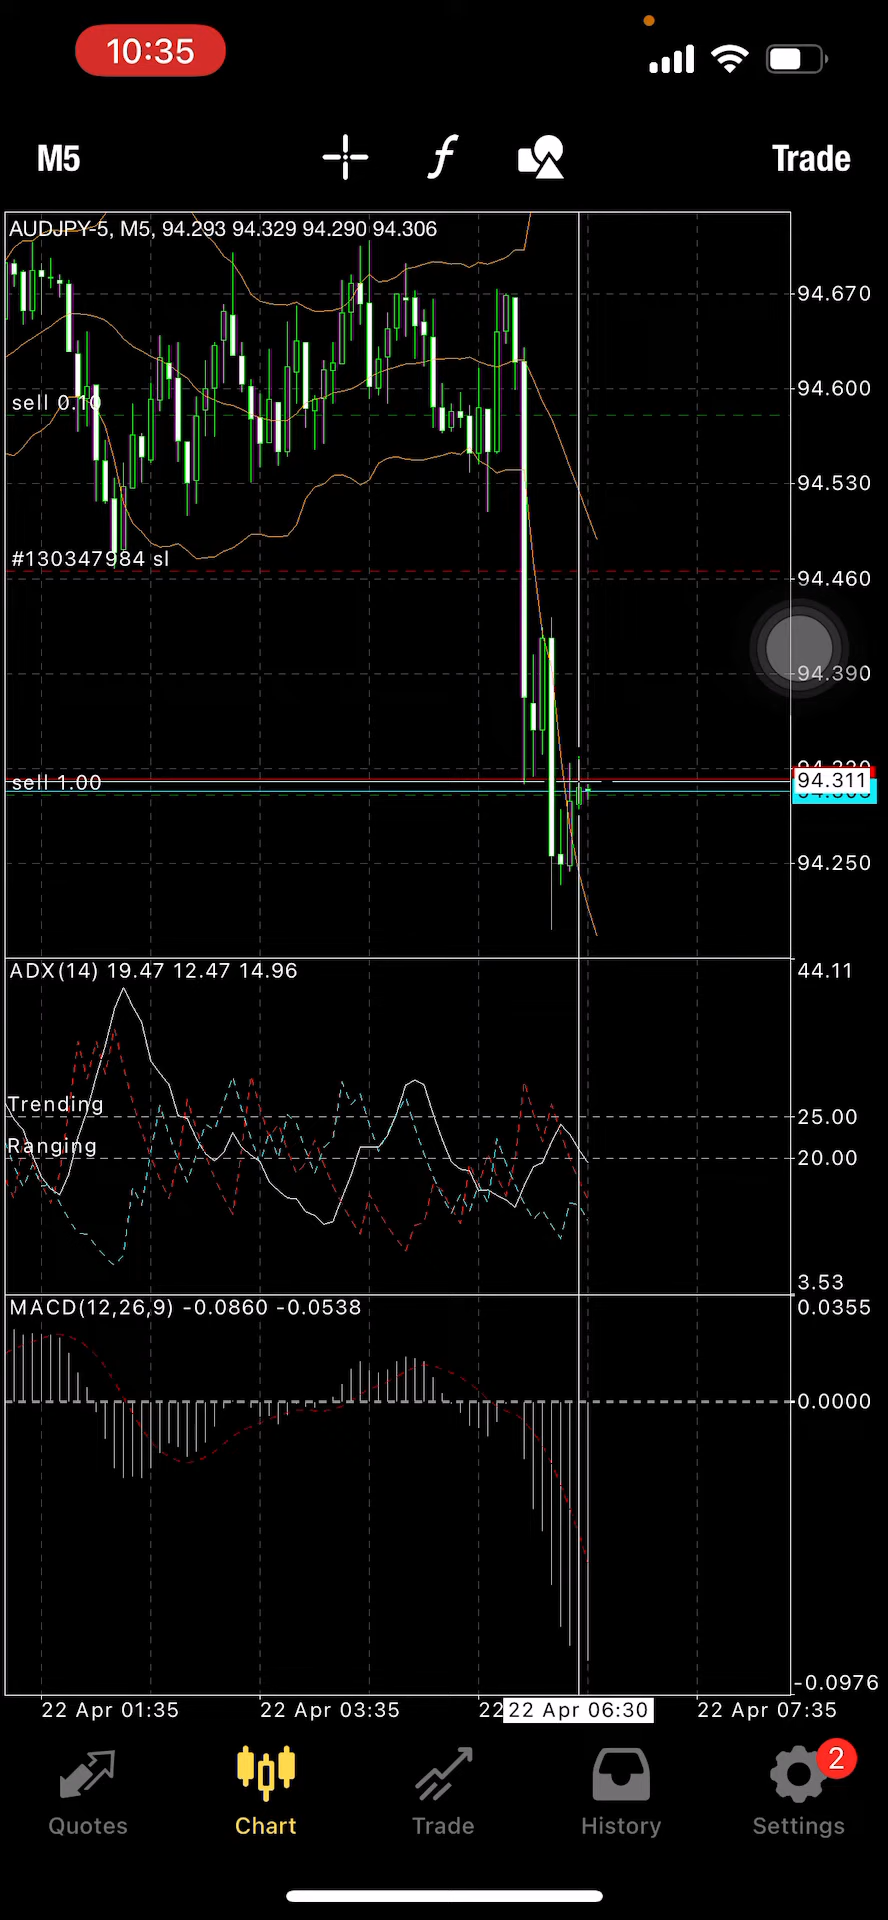 10:35
M5
Trade
AUDJPY-5, M5, 94.293 94.329 94.290 94.306
94.670
94.600
sell 0.10
94.530
#130347984 sl
94.460
94.390
sell 1.00
94.311
94.250
ADX(14) 19.47 12.47 14.96
44.11
Trending
25.00
Ranging
20.00
3.53
MACD(12,26,9) -0.0860 -0.0538
0.0355
0.0000
-0.0976
22 Apr 01:35
22 Apr 03:35
22
22 Apr 06:30
22 Apr 07:35
2
Quotes
Chart
Trade
History
Settings